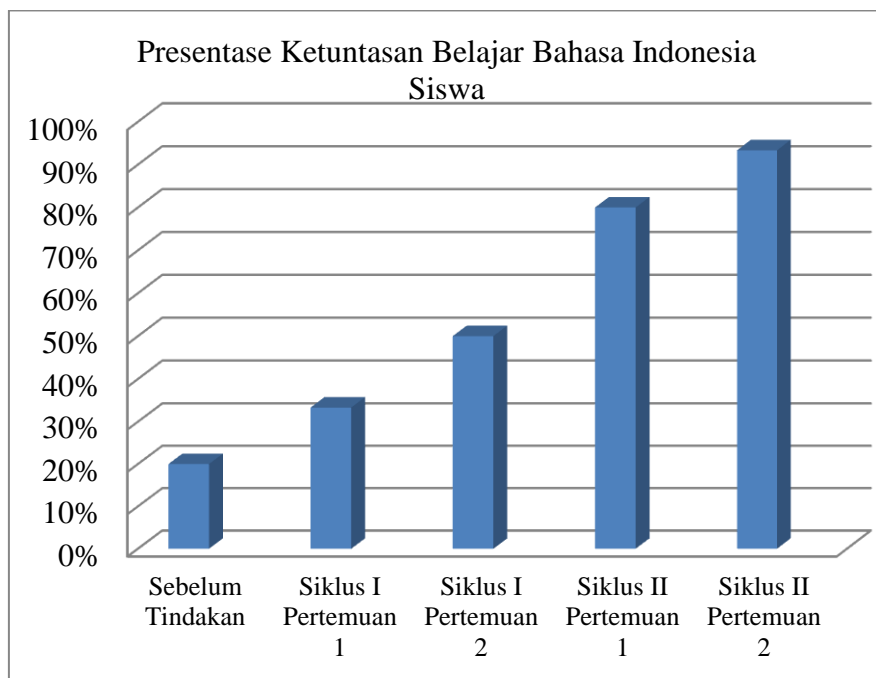 Presentase Ketuntasan Belajar Bahasa Indonesia
Siswa
100%
90%
80%
70%
60%
50%
40%
30%
20%
10%
0%
Sebelum
Tindakan
Siklus I
Pertemuan
1
Siklus I
Pertemuan
2
Siklus II
Pertemuan
1
Siklus II
Pertemuan
2